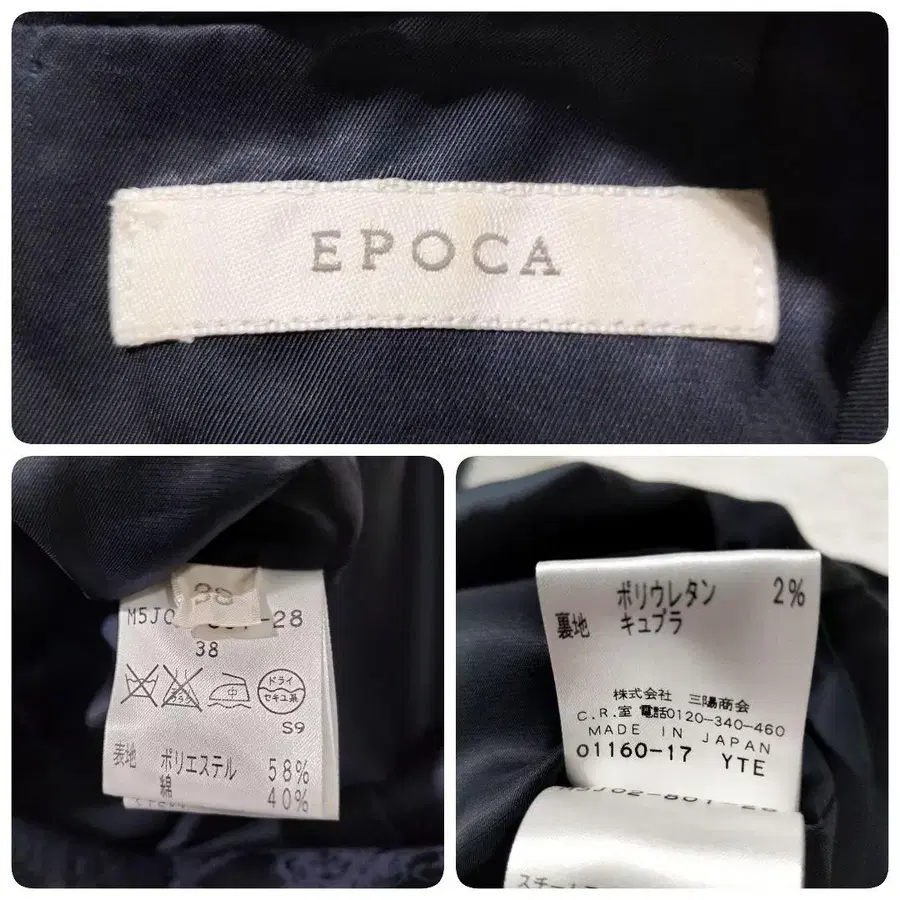 EPOCA
38
M5J0 -28
38
ドライ
セキユ系
S9
表地 ポリエステル 58%
綿 40%
ポリウレタン 2%
裏地 キュプラ
株式会社 三陽商会
C.R.室 電話0120-340-460
MADE IN JAPAN
01160-17 YTE